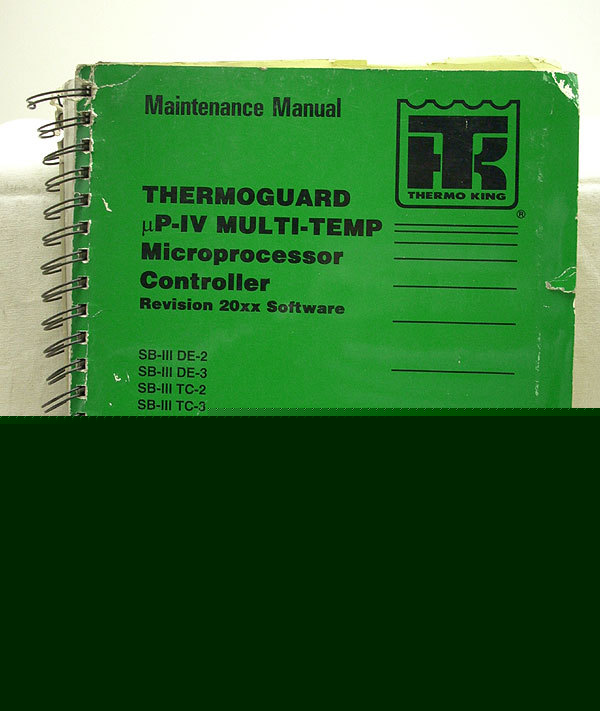 Maintenance Manual
TK
THERMO KING
®
THERMOGUARD
µP-IV MULTI-TEMP
Microprocessor
Controller
Revision 20xx Software
SB-III DE-2
SB-III DE-3
SB-III TC-2
SB-III TC-3